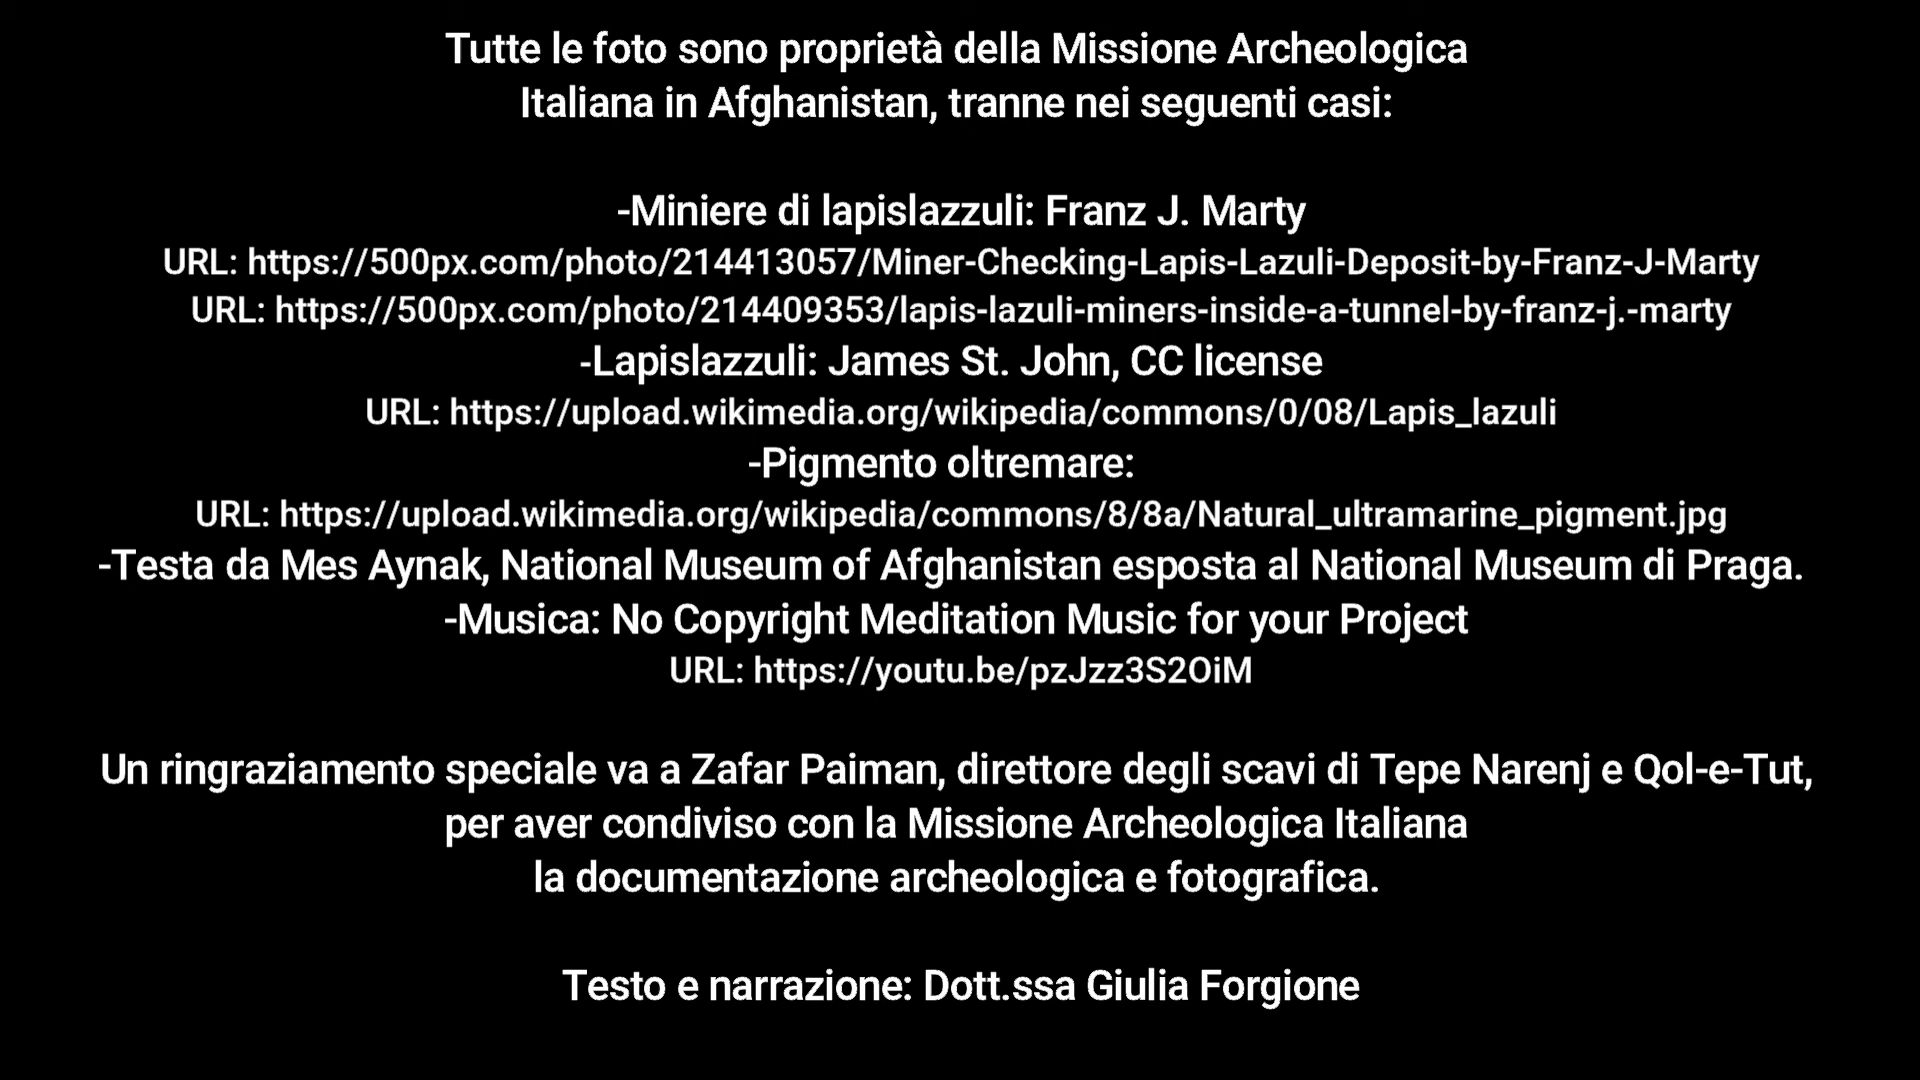 Tutte le foto sono proprietà della Missione Archeologica
Italiana in Afghanistan, tranne nei seguenti casi:
-Miniere di lapislazzuli: Franz J. Marty
URL: https://500px.com/photo/214413057/Miner-Checking-Lapis-Lazuli-Deposit-by-Franz-J-Marty
URL: https://500px.com/photo/214409353/lapis-lazuli-miners-inside-a-tunnel-by-franz-j.-marty
-Lapislazzuli: James St. John, CC license
URL: https://upload.wikimedia.org/wikipedia/commons/0/08/Lapis_lazuli
-Pigmento oltremare:
URL: https://upload.wikimedia.org/wikipedia/commons/8/8a/Natural_ultramarine_pigment.jpg
-Testa da Mes Aynak, National Museum of Afghanistan esposta al National Museum di Praga.
-Musica: No Copyright Meditation Music for your Project
URL: https://youtu.be/pzJzz3S2OiM
Un ringraziamento speciale va a Zafar Paiman, direttore degli scavi di Tepe Narenj e Qol-e-Tut,
per aver condiviso con la Missione Archeologica Italiana
la documentazione archeologica e fotografica.
Testo e narrazione: Dott.ssa Giulia Forgione